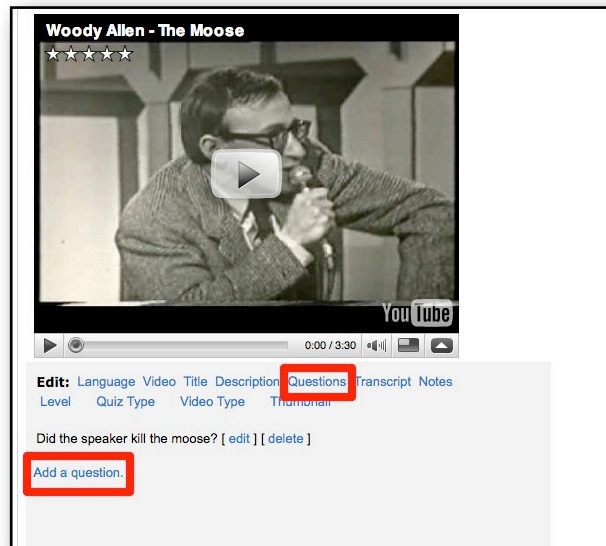 Woody Allen - The Moose
YouTube
0:00 / 3:30
Edit: Language Video Title Description Questions Transcript Notes
Level Quiz Type Video Type Thumbnail
Did the speaker kill the moose? [ edit ] [ delete ]
Add a question.